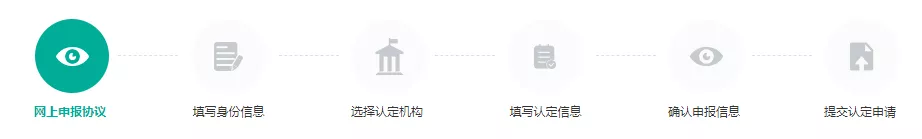 网上申报协议
填写身份信息
选择认定机构
填写认定信息
确认申报信息
提交认定申请